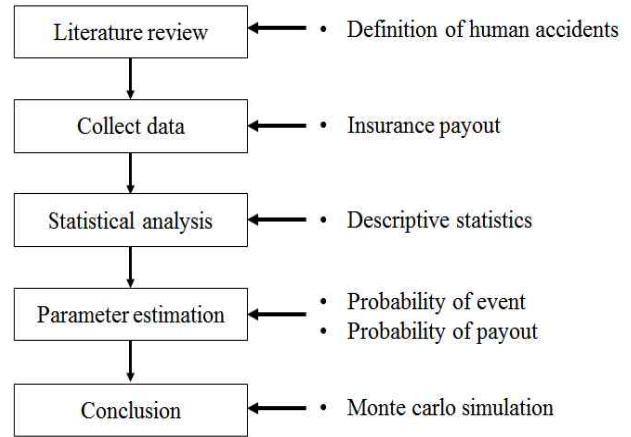 Literature review
• Definition of human accidents
Collect data
• Insurance payout
Statistical analysis
• Descriptive statistics
Parameter estimation
• Probability of event
• Probability of payout
Conclusion
• Monte carlo simulation